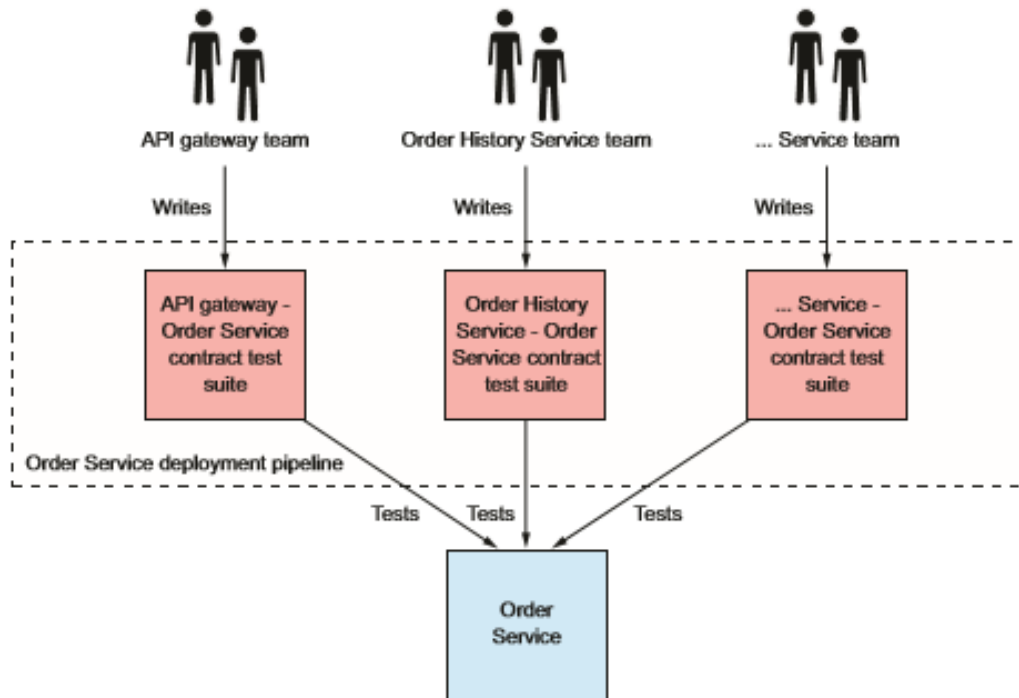 API gateway team
Order History Service team
... Service team
Writes
Writes
Writes
API gateway -
Order Service
contract test
suite
Order History
Service - Order
Service contract
test suite
... Service -
Order Service
contract test
suite
Order Service deployment pipeline
Tests
Tests
Tests
Order
Service